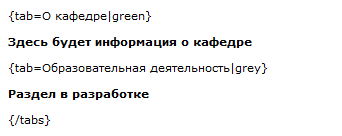 {tab=О кафедре|green}
Здесь будет информация о кафедре
{tab=Образовательная деятельность|grey}
Раздел в разработке
{/tabs}